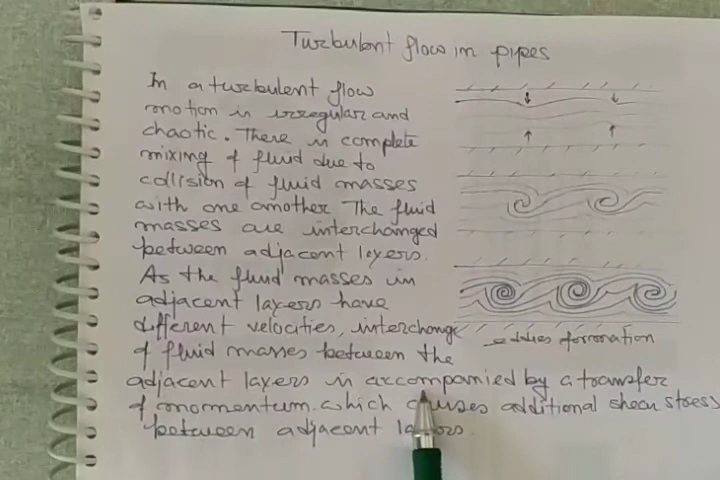 Turbulent flow in pipes
In a turbulent flow
motion is irregular and
chaotic. There is complete
mixing of fluid due to
collision of fluid masses
with one another. The fluid
masses are interchanged
between adjacent layers.
As the fluid masses in
adjacent layers have
different velocities, interchange
of fluid masses between the
adjacent layers is accompanied by a transfer
of momentum which causes additional shear stress
between adjacent layers.
eddies formation